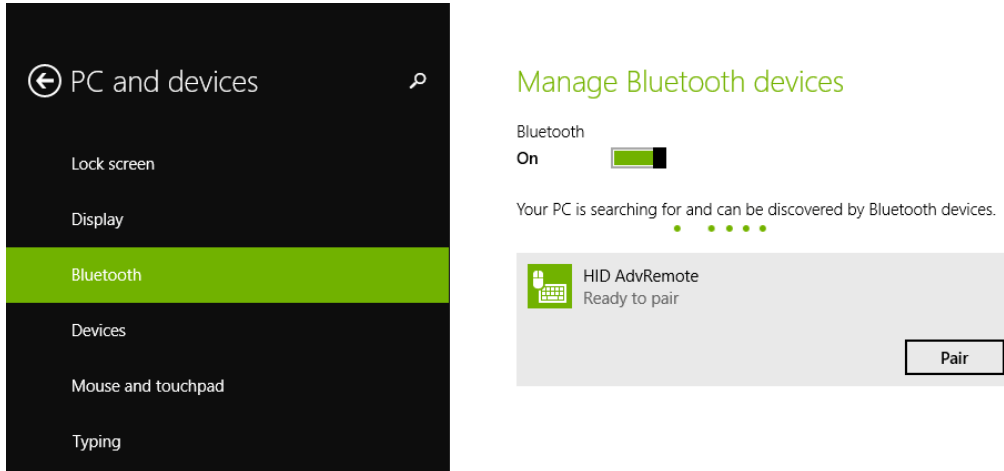 PC and devices
Lock screen
Display
Bluetooth
Devices
Mouse and touchpad
Typing
Manage Bluetooth devices
Bluetooth
On
Your PC is searching for and can be discovered by Bluetooth devices.
HID AdvRemote
Ready to pair
Pair